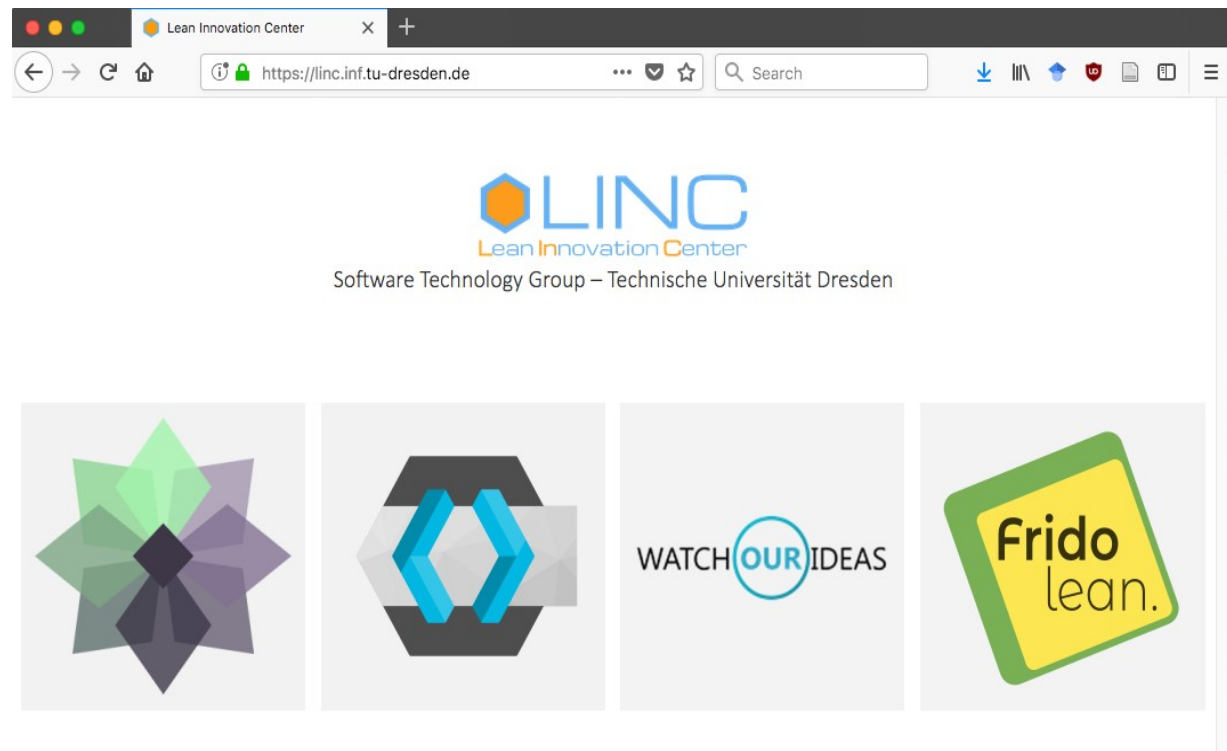 Lean Innovation Center
https://linc.inf.tu-dresden.de
Search
LINC
Lean Innovation Center
Software Technology Group – Technische Universität Dresden
WATCH OUR IDEAS
Frido
lean.